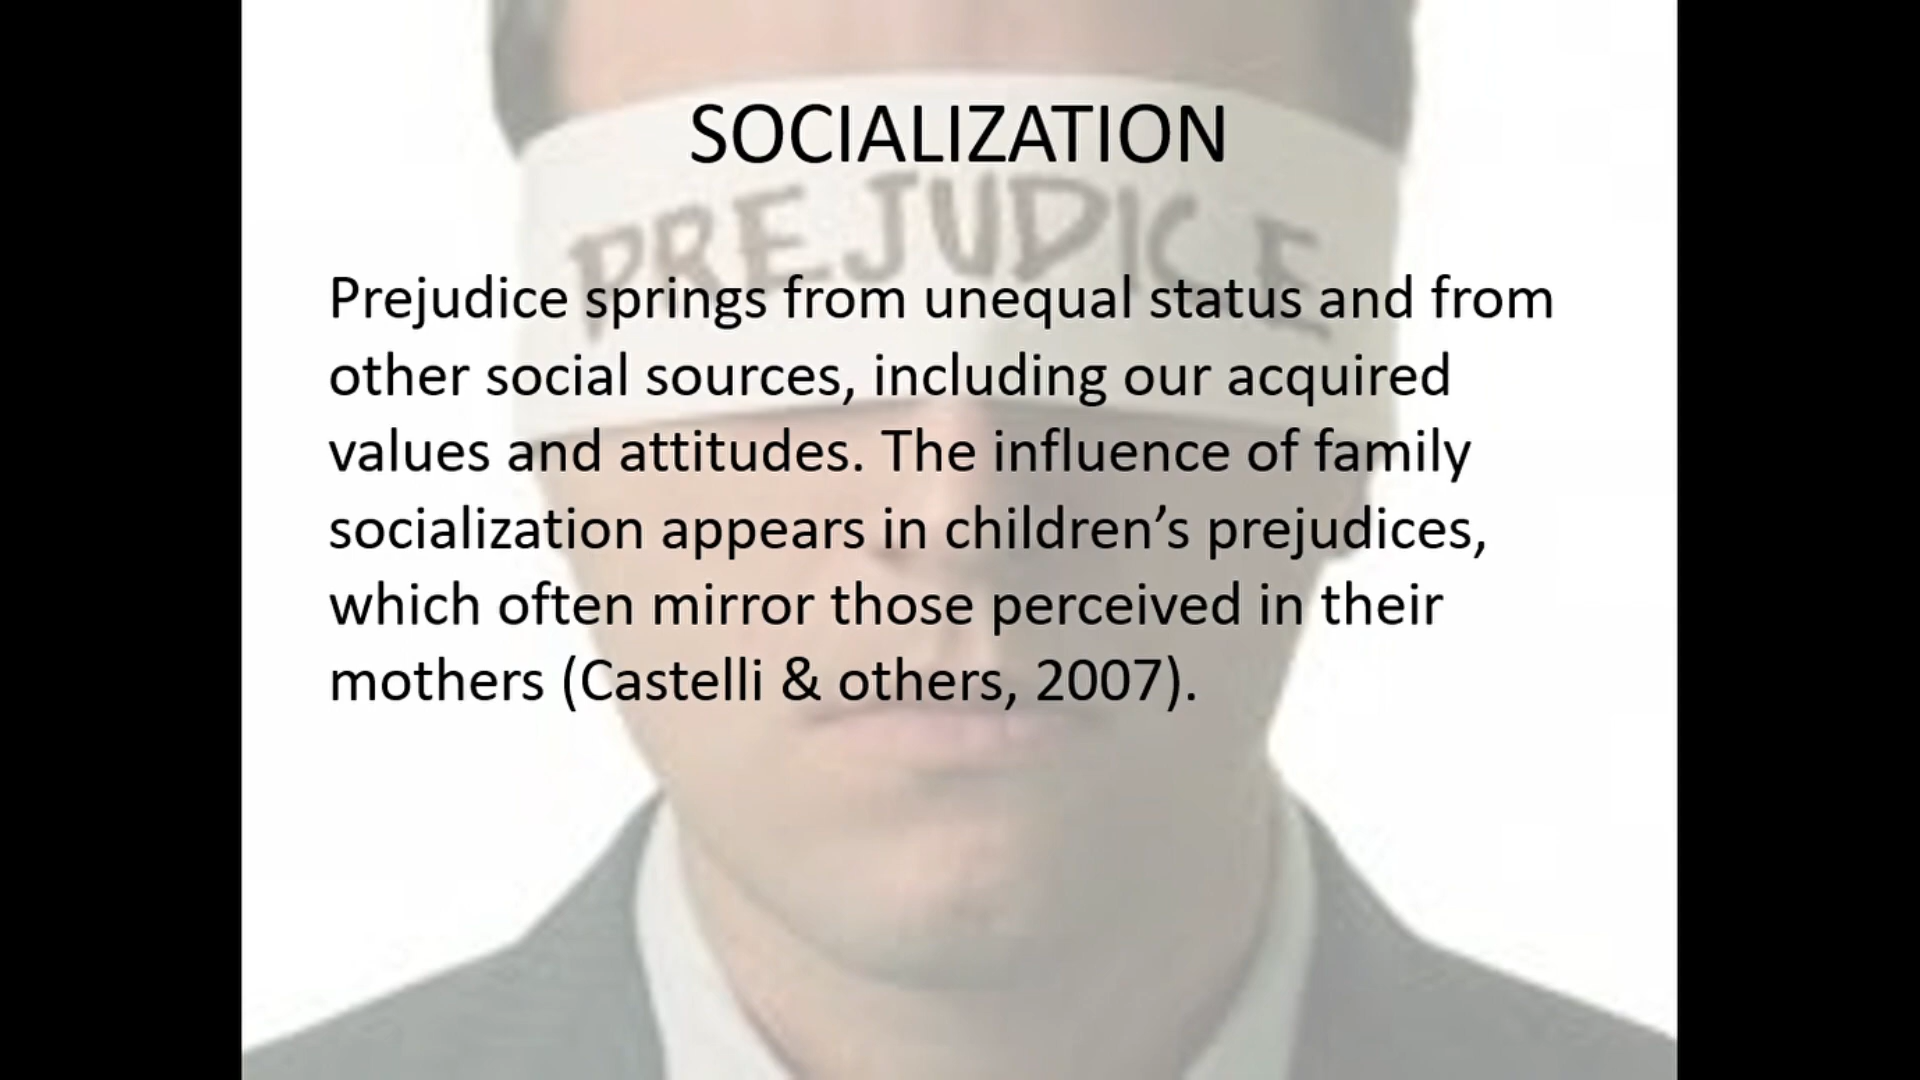 SOCIALIZATION
PREJUDICE
Prejudice springs from unequal status and from
other social sources, including our acquired
values and attitudes. The influence of family
socialization appears in children’s prejudices,
which often mirror those perceived in their
mothers (Castelli & others, 2007).